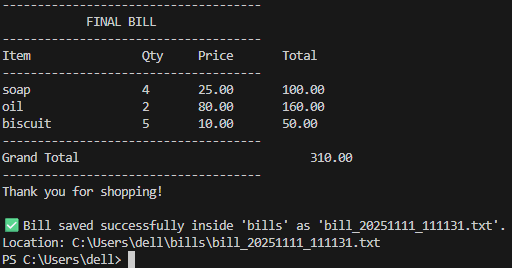 -------------------------------------
FINAL BILL
-------------------------------------
Item Qty Price Total
-------------------------------------
soap 4 25.00 100.00
oil 2 80.00 160.00
biscuit 5 10.00 50.00
-------------------------------------
Grand Total 310.00
-------------------------------------
Thank you for shopping!
✅ Bill saved successfully inside 'bills' as 'bill_20251111_111131.txt'.
Location: C:\Users\dell\bills\bill_20251111_111131.txt
PS C:\Users\dell>